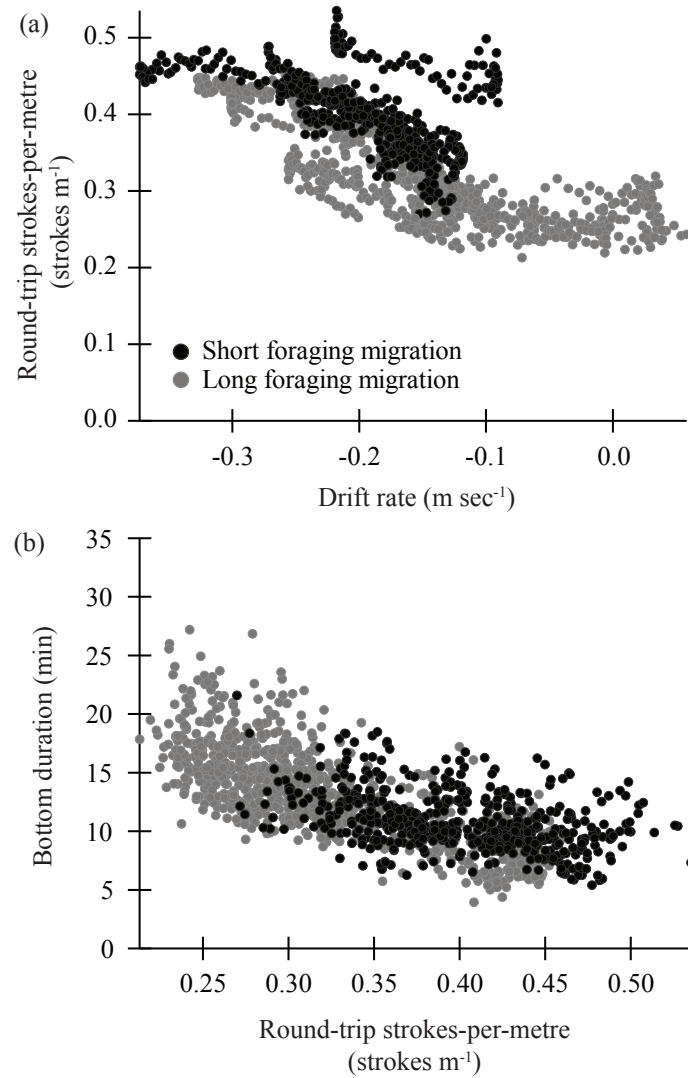 (a)
0.5
0.4
0.3
0.2
0.1
0.0
Round-trip strokes-per-metre
(strokes m⁻¹)
Short foraging migration
Long foraging migration
-0.3 -0.2 -0.1 0.0
Drift rate (m sec⁻¹)
(b)
35
30
25
20
15
10
5
0
Bottom duration (min)
0.25 0.30 0.35 0.40 0.45 0.50
Round-trip strokes-per-metre
(strokes m⁻¹)